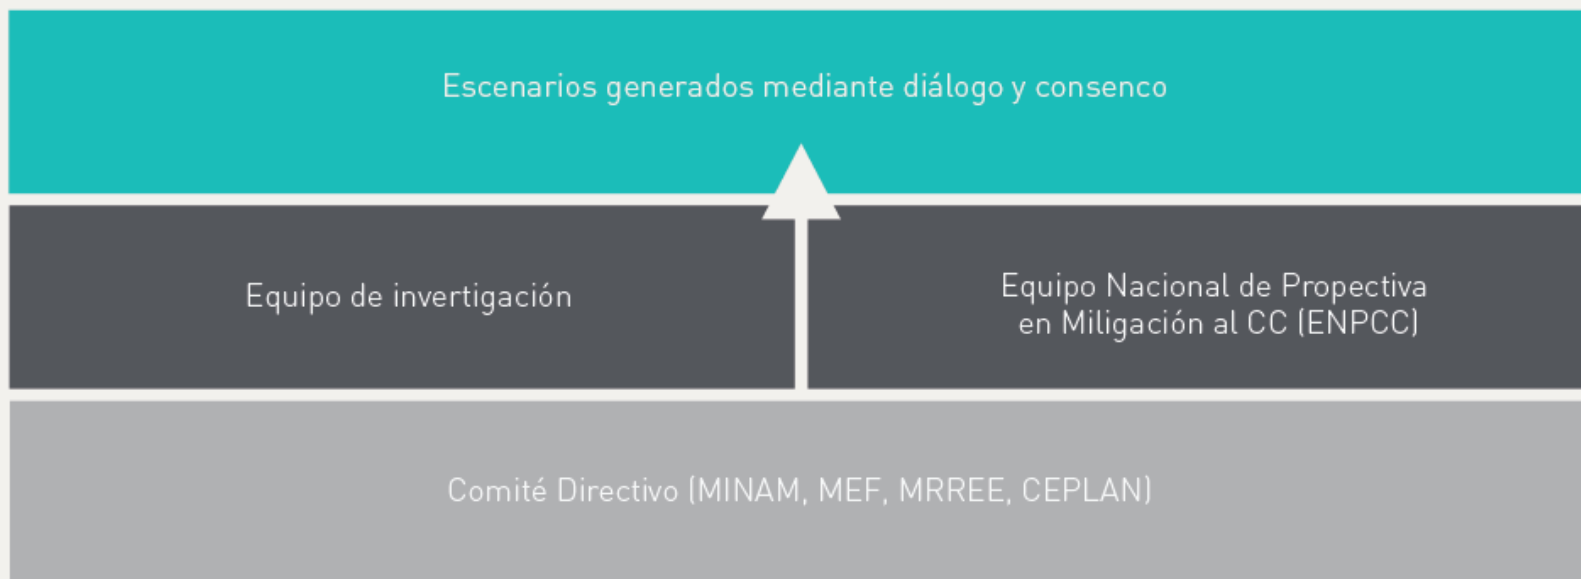 Escenarios generados mediante diálogo y consenco
Equipo de invertigación
Equipo Nacional de Propectiva
en Miligación al CC (ENPCC)
Comité Directivo (MINAM, MEF, MRREE, CEPLAN)